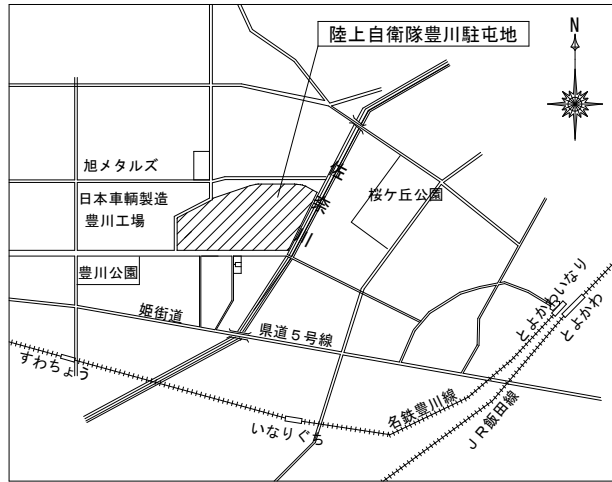 陸上自衛隊豊川駐屯地
N
旭メタルズ
日本車輌製造
豊川工場
佐奈川
桜ケ丘公園
豊川公園
姫街道
県道5号線
とよかわいなり
とよかわ
すわちょう
いなりぐち
名鉄豊川線
JR飯田線